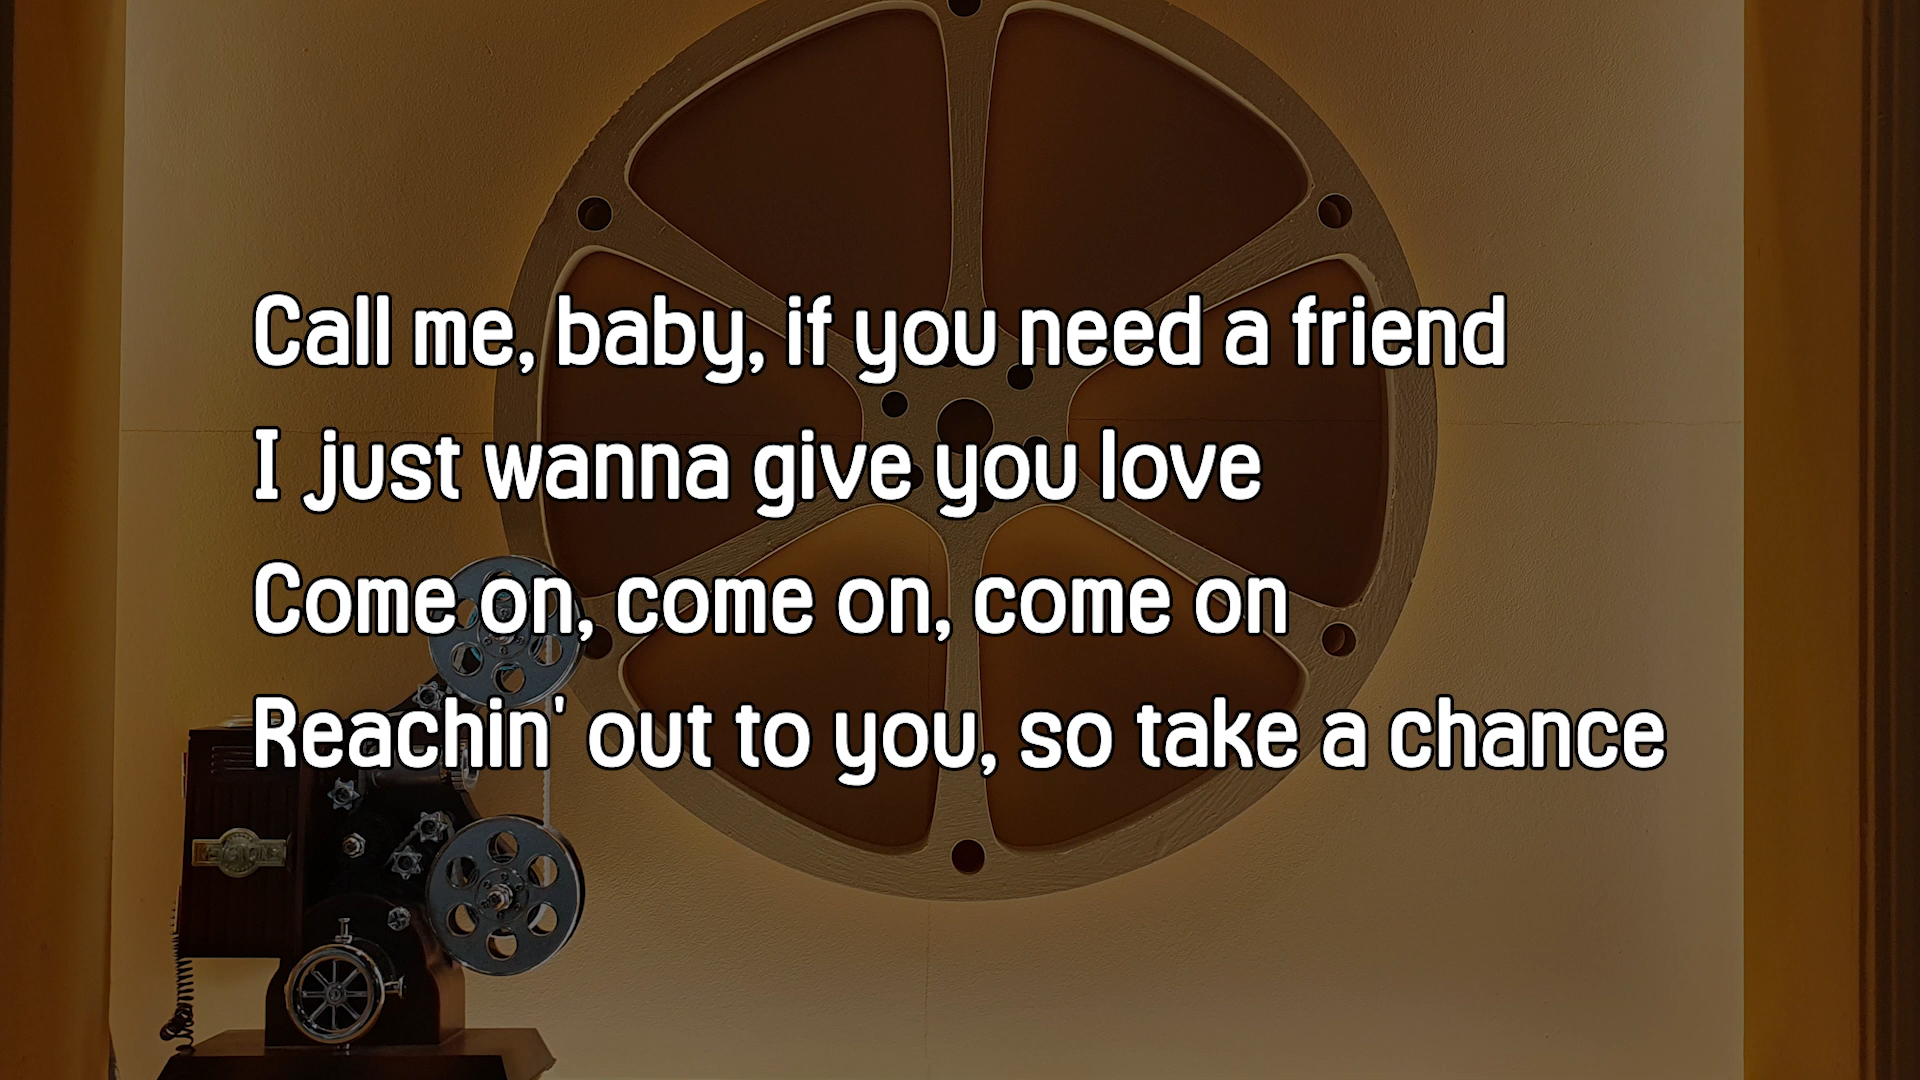 Call me, baby, if you need a friend
I just wanna give you love
Come on, come on, come on
Reachin' out to you, so take a chance